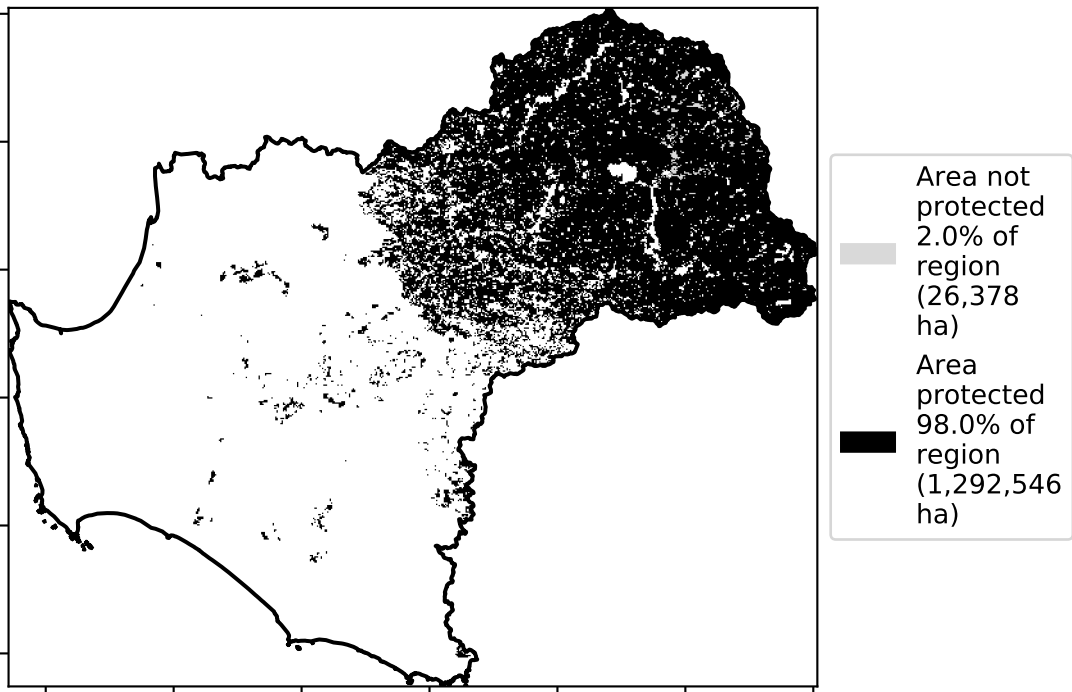 Area not
protected
2.0% of
region
(26,378
ha)
Area
protected
98.0% of
region
(1,292,546
ha)